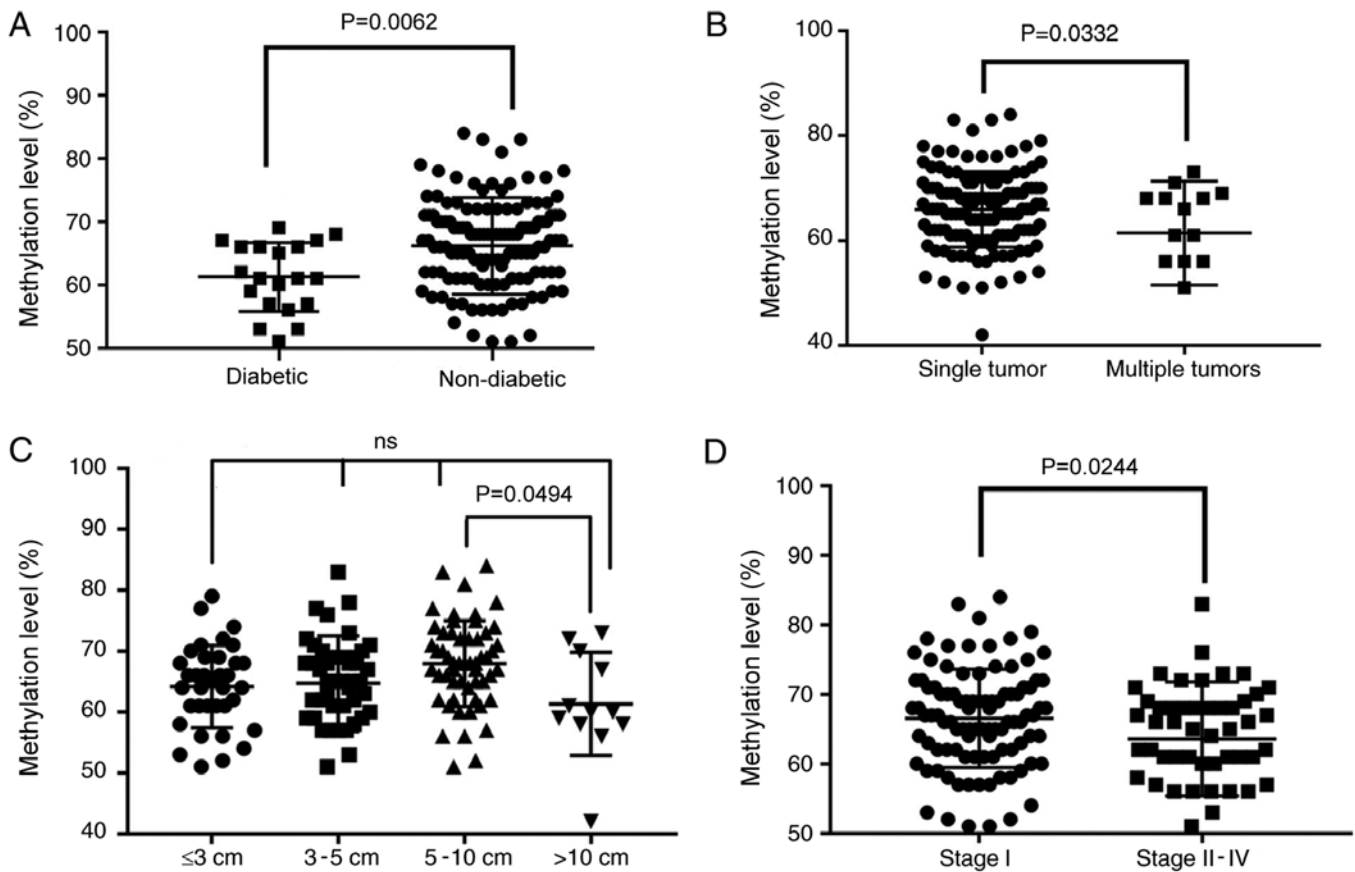 A
P=0.0062
Methylation level (%)
100
90
80
70
60
50
Diabetic
Non-diabetic
B
P=0.0332
Methylation level (%)
100
80
60
40
Single tumor
Multiple tumors
C
ns
P=0.0494
Methylation level (%)
100
90
80
70
60
50
40
≤3 cm
3-5 cm
5-10 cm
>10 cm
D
P=0.0244
Methylation level (%)
100
90
80
70
60
50
Stage I
Stage II-IV